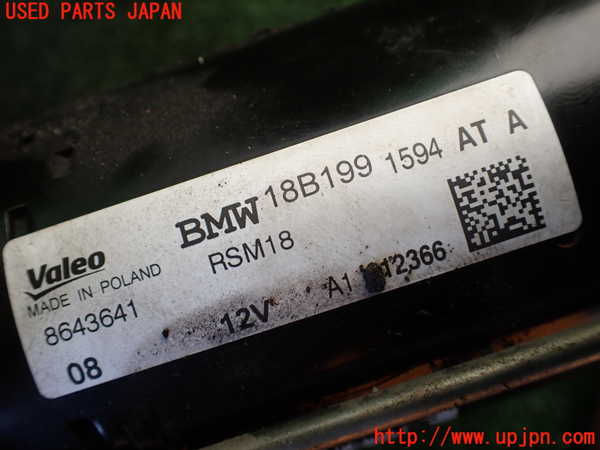 USED PARTS JAPAN
BMW 18B199 1594 AT A
Valeo RSM18
MADE IN POLAND
8643641 12V A1 2366
08
http://www.upjpn.com/